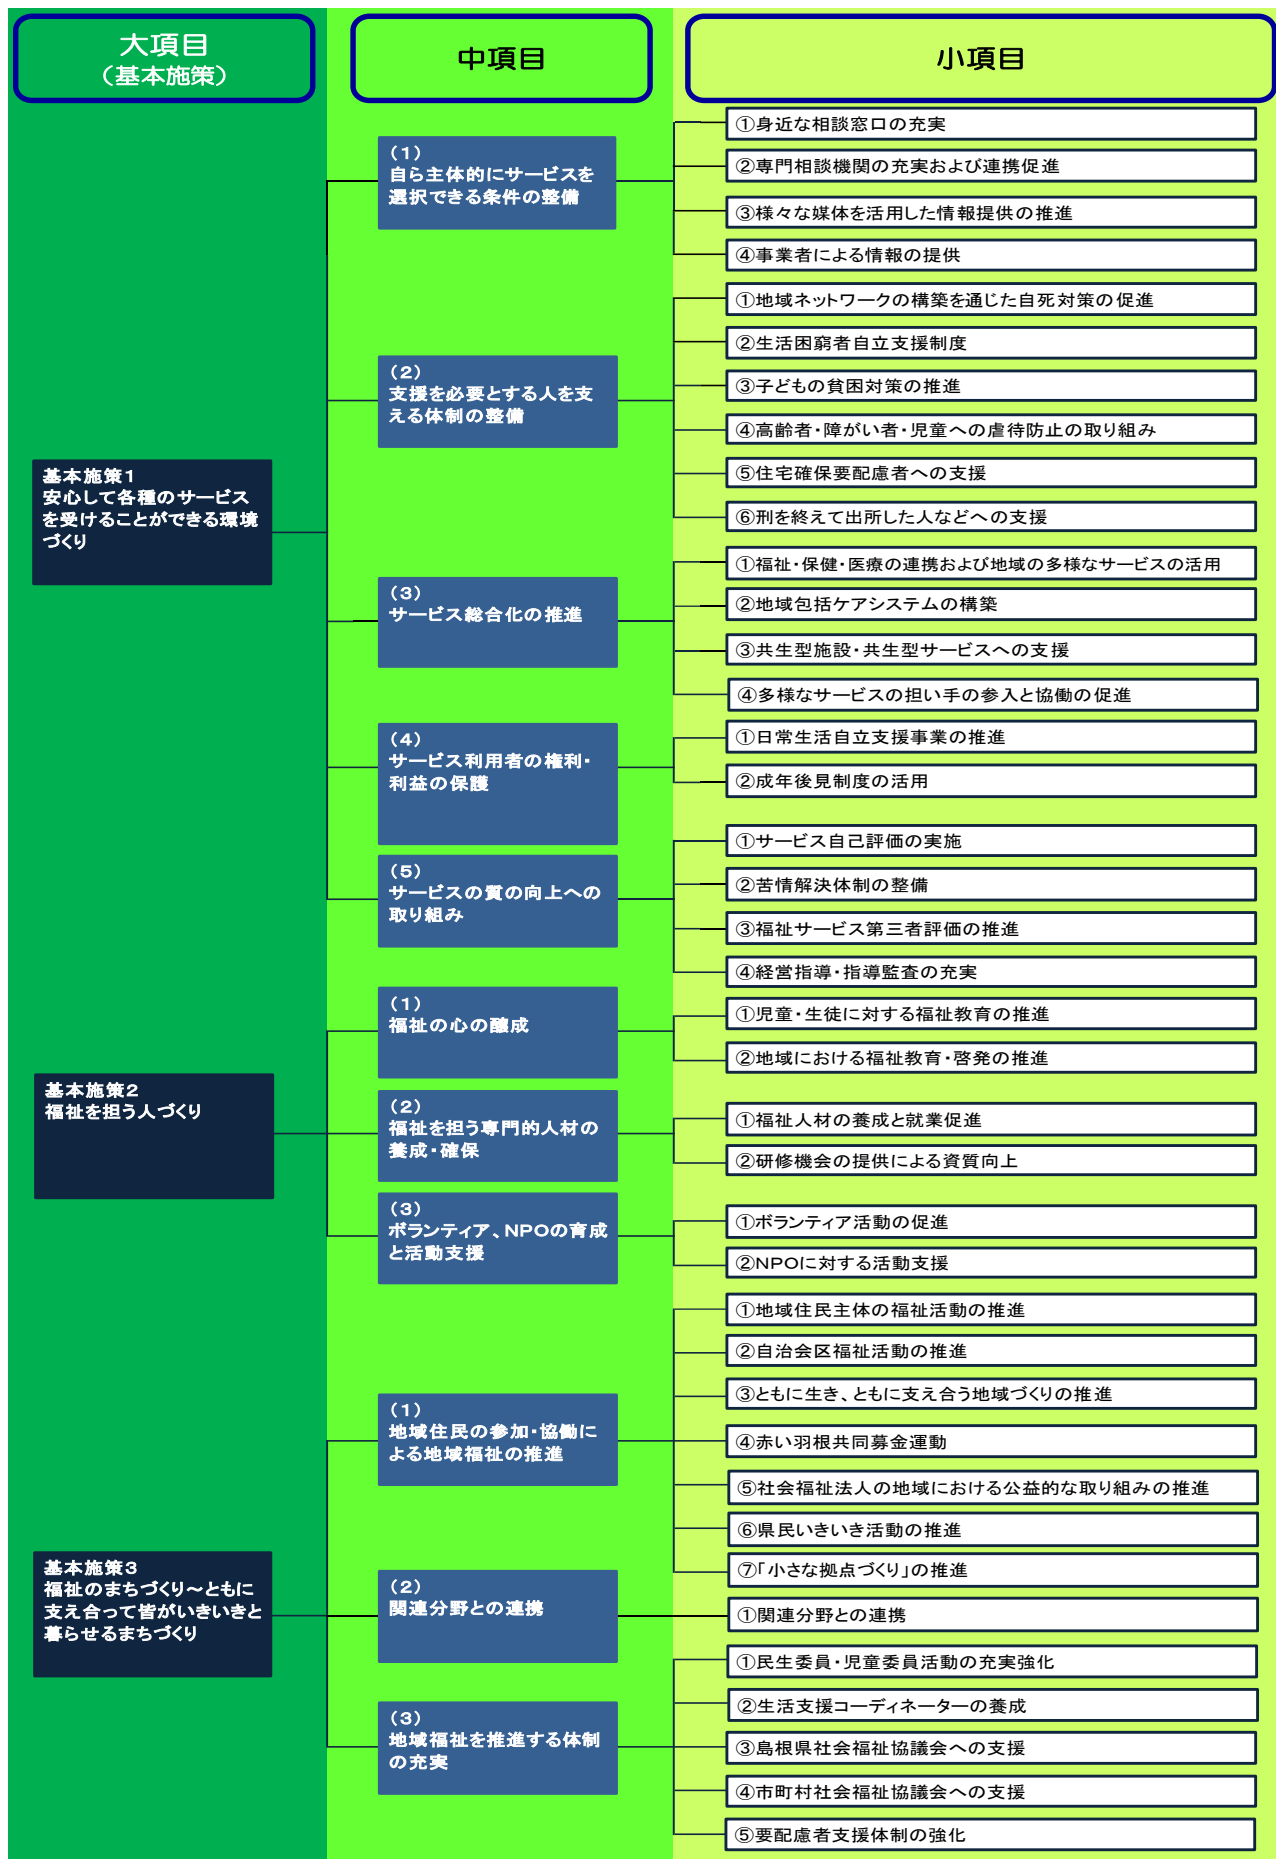 大項目
（基本施策）
中項目
小項目
基本施策1
安心して各種のサービス
を受けることができる環境
づくり
（1）
自ら主体的にサービスを
選択できる条件の整備
①身近な相談窓口の充実
②専門相談機関の充実および連携促進
③様々な媒体を活用した情報提供の推進
④事業者による情報の提供
（2）
支援を必要とする人を支
える体制の整備
①地域ネットワークの構築を通じた自死対策の促進
②生活困窮者自立支援制度
③子どもの貧困対策の推進
④高齢者・障がい者・児童への虐待防止の取り組み
⑤住宅確保要配慮者への支援
⑥刑を終えて出所した人などへの支援
（3）
サービス総合化の推進
①福祉・保健・医療の連携および地域の多様なサービスの活用
②地域包括ケアシステムの構築
③共生型施設・共生型サービスへの支援
④多様なサービスの担い手の参入と協働の促進
（4）
サービス利用者の権利・
利益の保護
①日常生活自立支援事業の推進
②成年後見制度の活用
（5）
サービスの質の向上への
取り組み
①サービス自己評価の実施
②苦情解決体制の整備
③福祉サービス第三者評価の推進
④経営指導・指導監査の充実
基本施策2
福祉を担う人づくり
（1）
福祉の心の醸成
①児童・生徒に対する福祉教育の推進
②地域における福祉教育・啓発の推進
（2）
福祉を担う専門的人材の
養成・確保
①福祉人材の養成と就業促進
②研修機会の提供による資質向上
（3）
ボランティア、NPOの育成
と活動支援
①ボランティア活動の促進
②NPOに対する活動支援
基本施策3
福祉のまちづくり～ともに
支え合って皆がいきいきと
暮らせるまちづくり
（1）
地域住民の参加・協働に
よる地域福祉の推進
①地域住民主体の福祉活動の推進
②自治会区福祉活動の推進
③ともに生き、ともに支え合う地域づくりの推進
④赤い羽根共同募金運動
⑤社会福祉法人の地域における公益的な取り組みの推進
⑥県民いきいき活動の推進
⑦「小さな拠点づくり」の推進
（2）
関連分野との連携
①関連分野との連携
（3）
地域福祉を推進する体制
の充実
①民生委員・児童委員活動の充実強化
②生活支援コーディネーターの養成
③島根県社会福祉協議会への支援
④市町村社会福祉協議会への支援
⑤要配慮者支援体制の強化